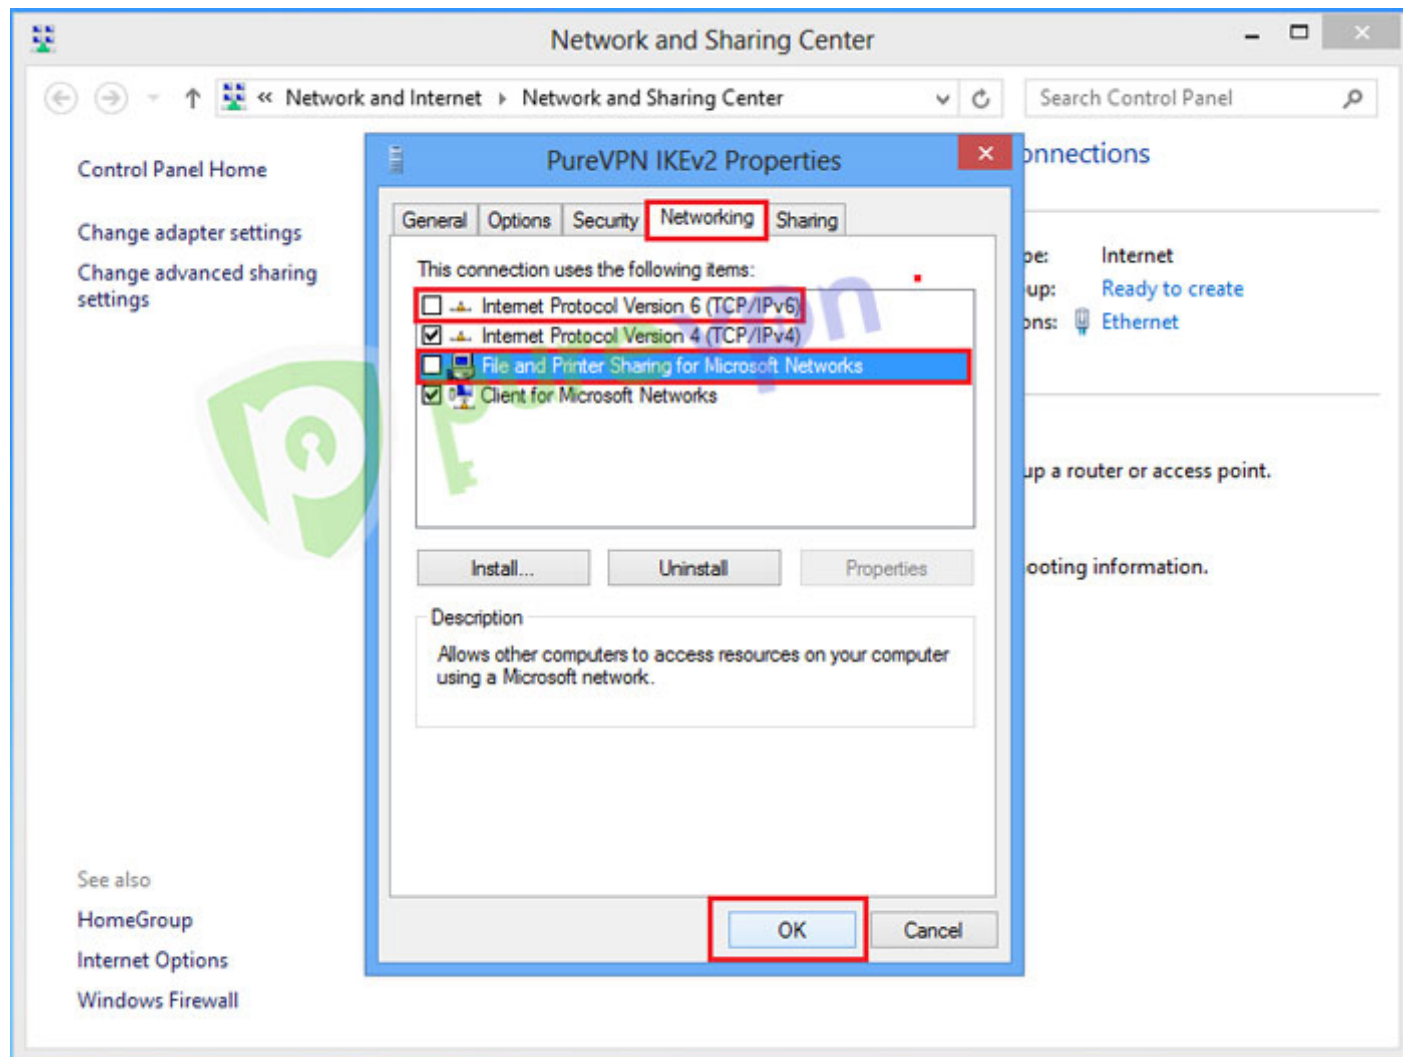 Network and Sharing Center
« Network and Internet Network and Sharing Center
Search Control Panel
Control Panel Home
Change adapter settings
Change advanced sharing
settings
See also
HomeGroup
Internet Options
Windows Firewall
PureVPN IKEv2 Properties
General Options Security Networking Sharing
This connection uses the following items:
Internet Protocol Version 6 (TCP/IPv6)
Internet Protocol Version 4 (TCP/IPv4)
File and Printer Sharing for Microsoft Networks
Client for Microsoft Networks
Install... Uninstall Properties
Description
Allows other computers to access resources on your computer
using a Microsoft network.
OK Cancel
onnections
pe: Internet
up: Ready to create
ons: Ethernet
up a router or access point.
ooting information.
purevpn